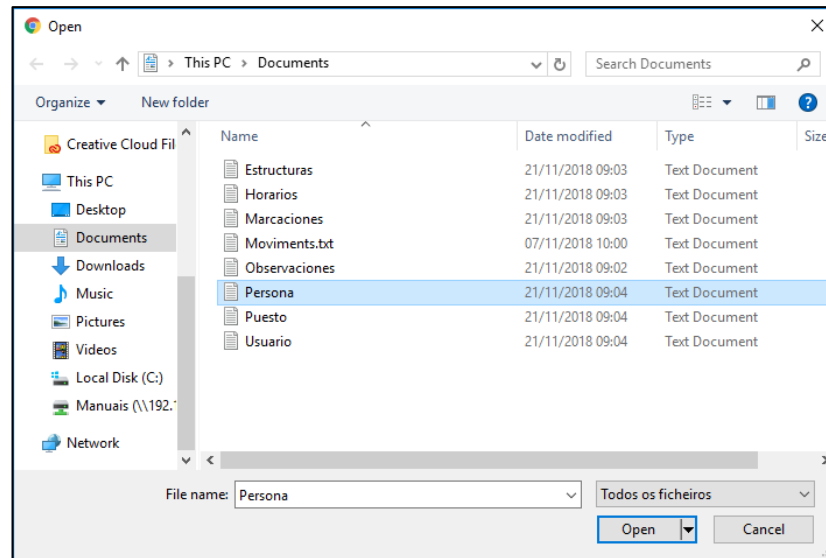 Open
This PC > Documents
Search Documents
Organize
New folder
Name Date modified Type Size
Creative Cloud Fil
This PC
Desktop
Documents
Downloads
Music
Pictures
Videos
Local Disk (C:)
Manuais (\\192.
Network
Estructuras 21/11/2018 09:03 Text Document
Horarios 21/11/2018 09:03 Text Document
Marcaciones 21/11/2018 09:03 Text Document
Moviments.txt 07/11/2018 10:00 Text Document
Observaciones 21/11/2018 09:02 Text Document
Persona 21/11/2018 09:04 Text Document
Puesto 21/11/2018 09:04 Text Document
Usuario 21/11/2018 09:04 Text Document
File name: Persona Todos os ficheiros
Open Cancel